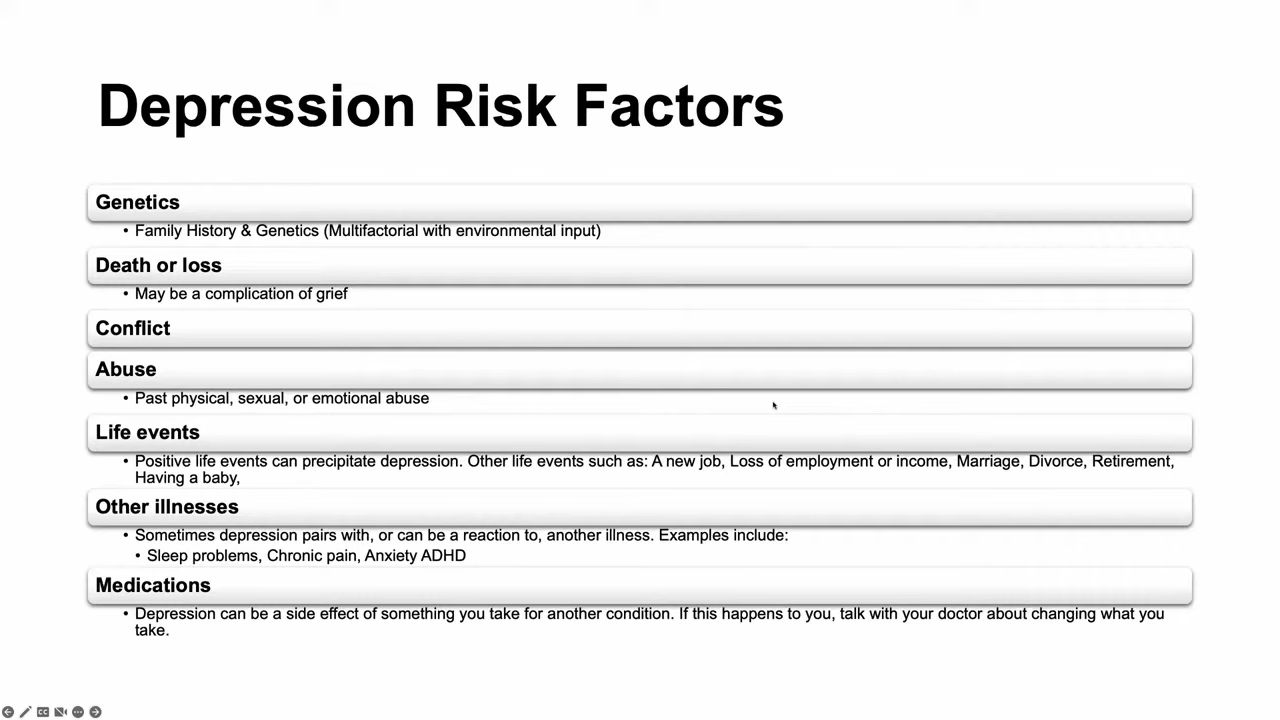 Depression Risk Factors
Genetics
• Family History & Genetics (Multifactorial with environmental input)
Death or loss
• May be a complication of grief
Conflict
Abuse
• Past physical, sexual, or emotional abuse
Life events
• Positive life events can precipitate depression. Other life events such as: A new job, Loss of employment or income, Marriage, Divorce, Retirement,
Having a baby,
Other illnesses
• Sometimes depression pairs with, or can be a reaction to, another illness. Examples include:
• Sleep problems, Chronic pain, Anxiety ADHD
Medications
• Depression can be a side effect of something you take for another condition. If this happens to you, talk with your doctor about changing what you
take.
CC